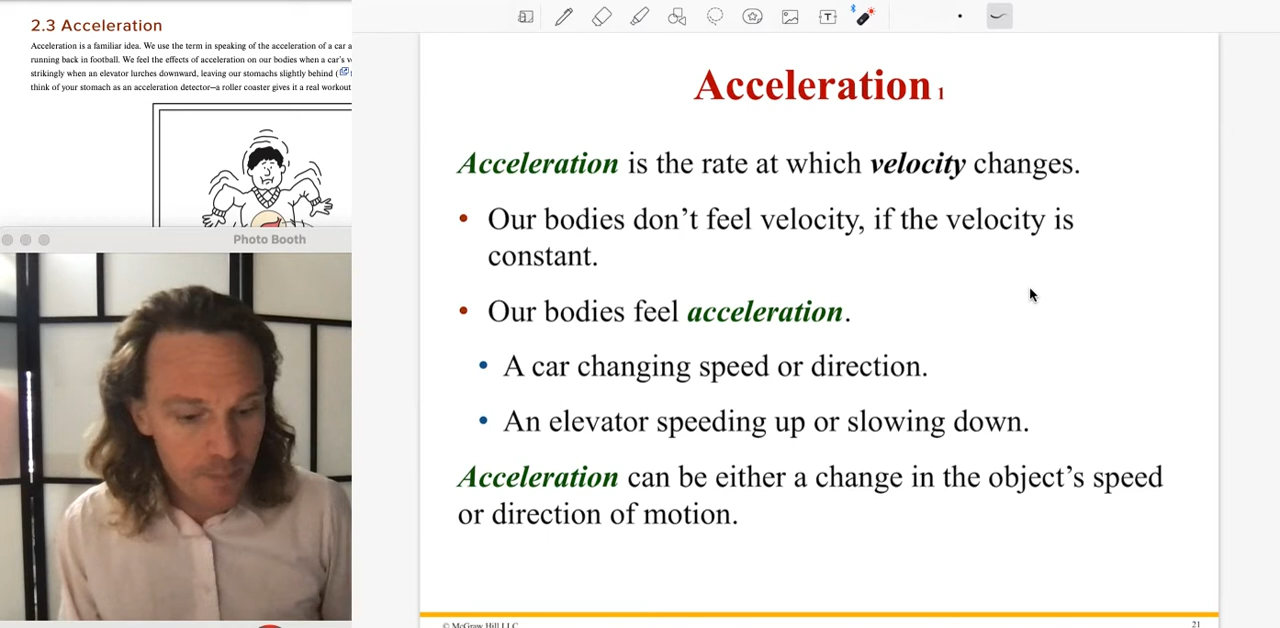 2.3 Acceleration
Acceleration is a familiar idea. We use the term in speaking of the acceleration of a car a
running back in football. We feel the effects of acceleration on our bodies when a car's v
strikingly when an elevator lurches downward, leaving our stomachs slightly behind (
think of your stomach as an acceleration detector—a roller coaster gives it a real workout
Photo Booth
T
Acceleration 1
Acceleration is the rate at which velocity changes.
• Our bodies don't feel velocity, if the velocity is
constant.
• Our bodies feel acceleration.
• A car changing speed or direction.
• An elevator speeding up or slowing down.
Acceleration can be either a change in the object's speed
or direction of motion.
© McGraw Hill LLC
21